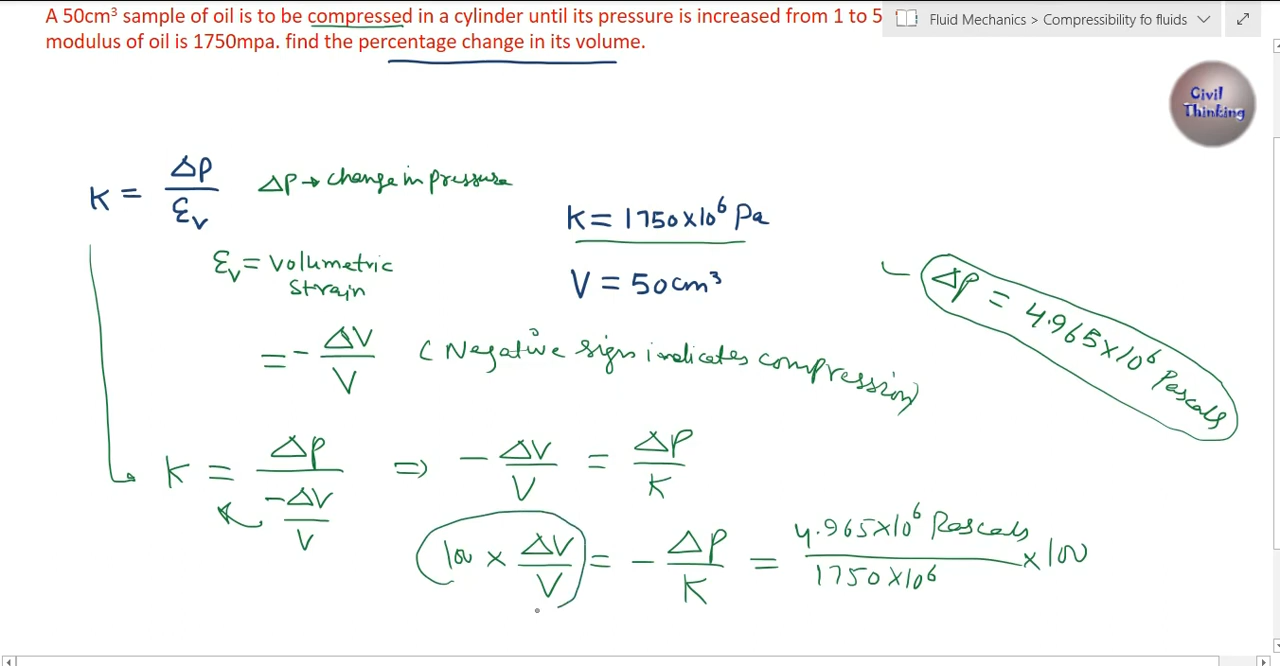 A 50cm³ sample of oil is to be compressed in a cylinder until its pressure is increased from 1 to 5
modulus of oil is 1750mpa. find the percentage change in its volume.
Fluid Mechanics > Compressibility fo fluids
Civil
Thinking
K = ΔP / εv
ΔP → change in pressure
K = 1750×10⁶ Pa
εv = volumetric
strain
V = 50cm³
ΔP = 4.965×10⁶ Pascals
= - ΔV / V ( Negative sign indicates compression)
K = ΔP / (-ΔV / V) ⇒ - ΔV / V = ΔP / K
100 × ΔV / V = - ΔP / K = 4.965×10⁶ Pascals / 1750×10⁶ × 100